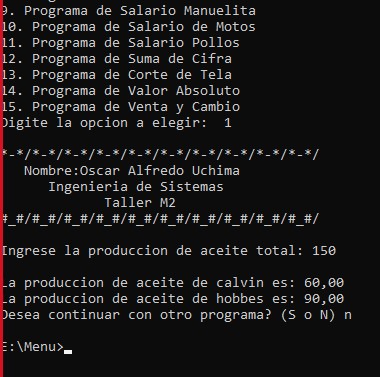 9. Programa de Salario Manuelita
10. Programa de Salario de Motos
11. Programa de Salario Pollos
12. Programa de Suma de Cifra
13. Programa de Corte de Tela
14. Programa de Valor Absoluto
15. Programa de Venta y Cambio
Digite la opcion a elegir:  1
*-*/*-*/*-*/*-*/*-*/*-*/*-*/*-*/*-*/*-*/
Nombre:Oscar Alfredo Uchima
Ingenieria de Sistemas
Taller M2
#_#/#_#/#_#/#_#/#_#/#_#/#_#/#_#/#_#/#_#/
Ingrese la produccion de aceite total: 150
La produccion de aceite de calvin es: 60,00
La produccion de aceite de hobbes es: 90,00
Desea continuar con otro programa? (S o N) n
E:\Menu>